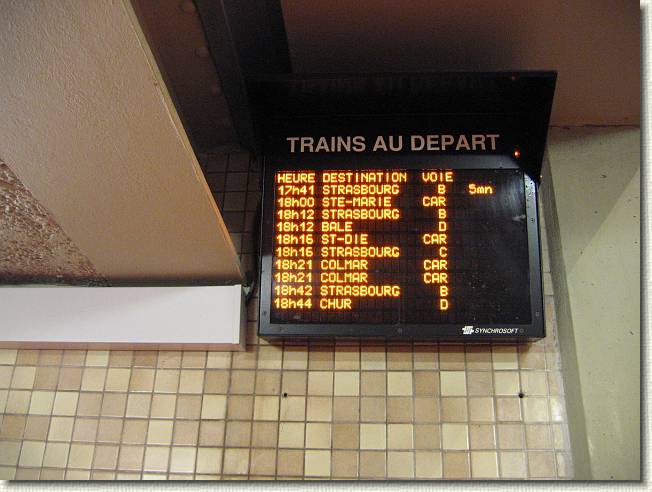 TRAINS AU DEPART
HEURE DESTINATION VOIE
17h41 STRASBOURG B 5mn
18h00 STE-MARIE CAR
18h12 STRASBOURG B
18h12 BALE D
18h16 ST-DIE CAR
18h16 STRASBOURG C
18h21 COLMAR CAR
18h21 COLMAR CAR
18h42 STRASBOURG B
18h44 CHUR D
SYNCHROSOFT